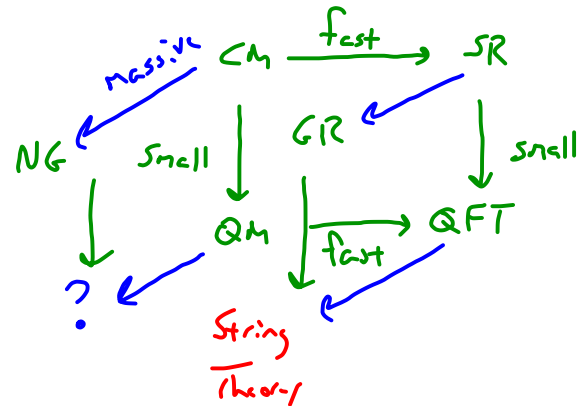 fast
massive
CM
SR
NG
small
GR
small
QM
fast
QFT
?
String
Theory